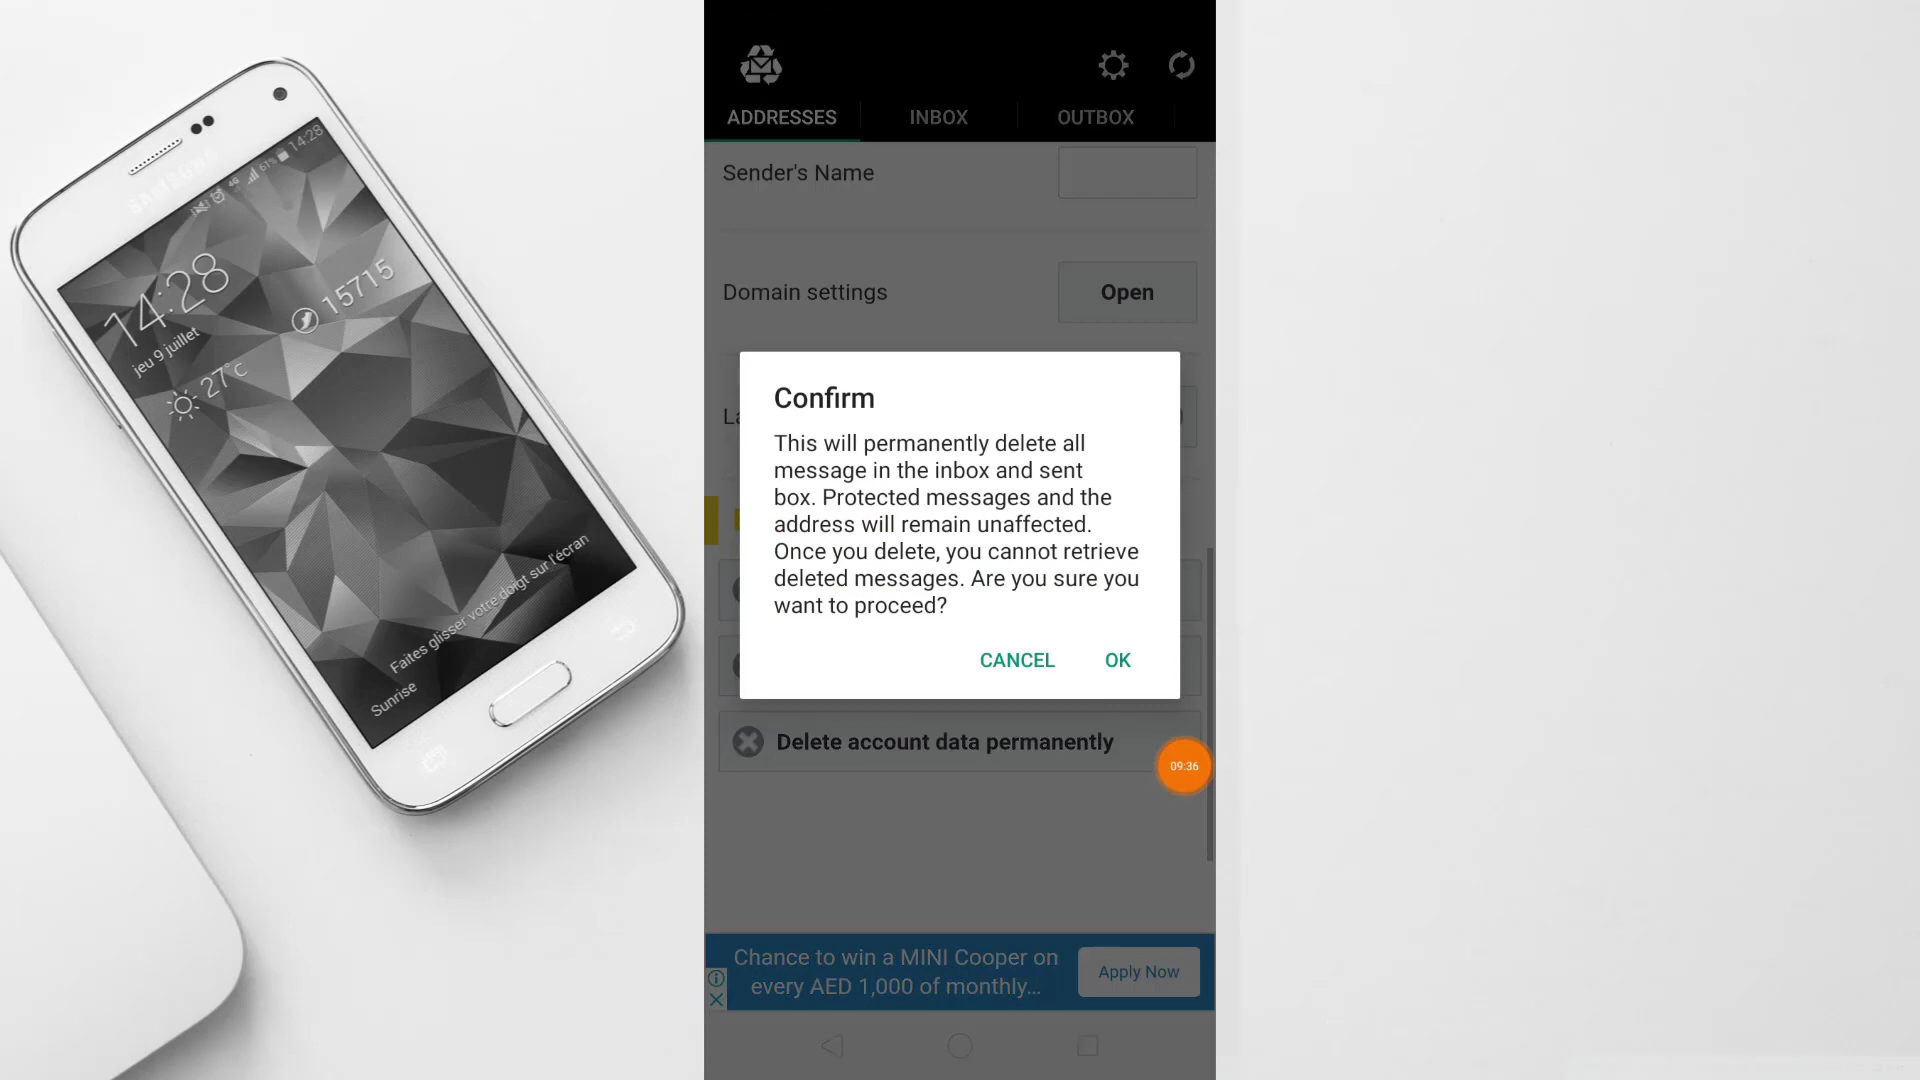 SAMSUNG
61% 14:28
14:28
jeu 9 juillet
15715
27°C
Faites glisser votre doigt sur l'écran
Sunrise
ADDRESSES
INBOX
OUTBOX
Sender's Name
Domain settings
Open
Confirm
This will permanently delete all
message in the inbox and sent
box. Protected messages and the
address will remain unaffected.
Once you delete, you cannot retrieve
deleted messages. Are you sure you
want to proceed?
CANCEL
OK
Delete account data permanently
09:36
Chance to win a MINI Cooper on
every AED 1,000 of monthly...
Apply Now